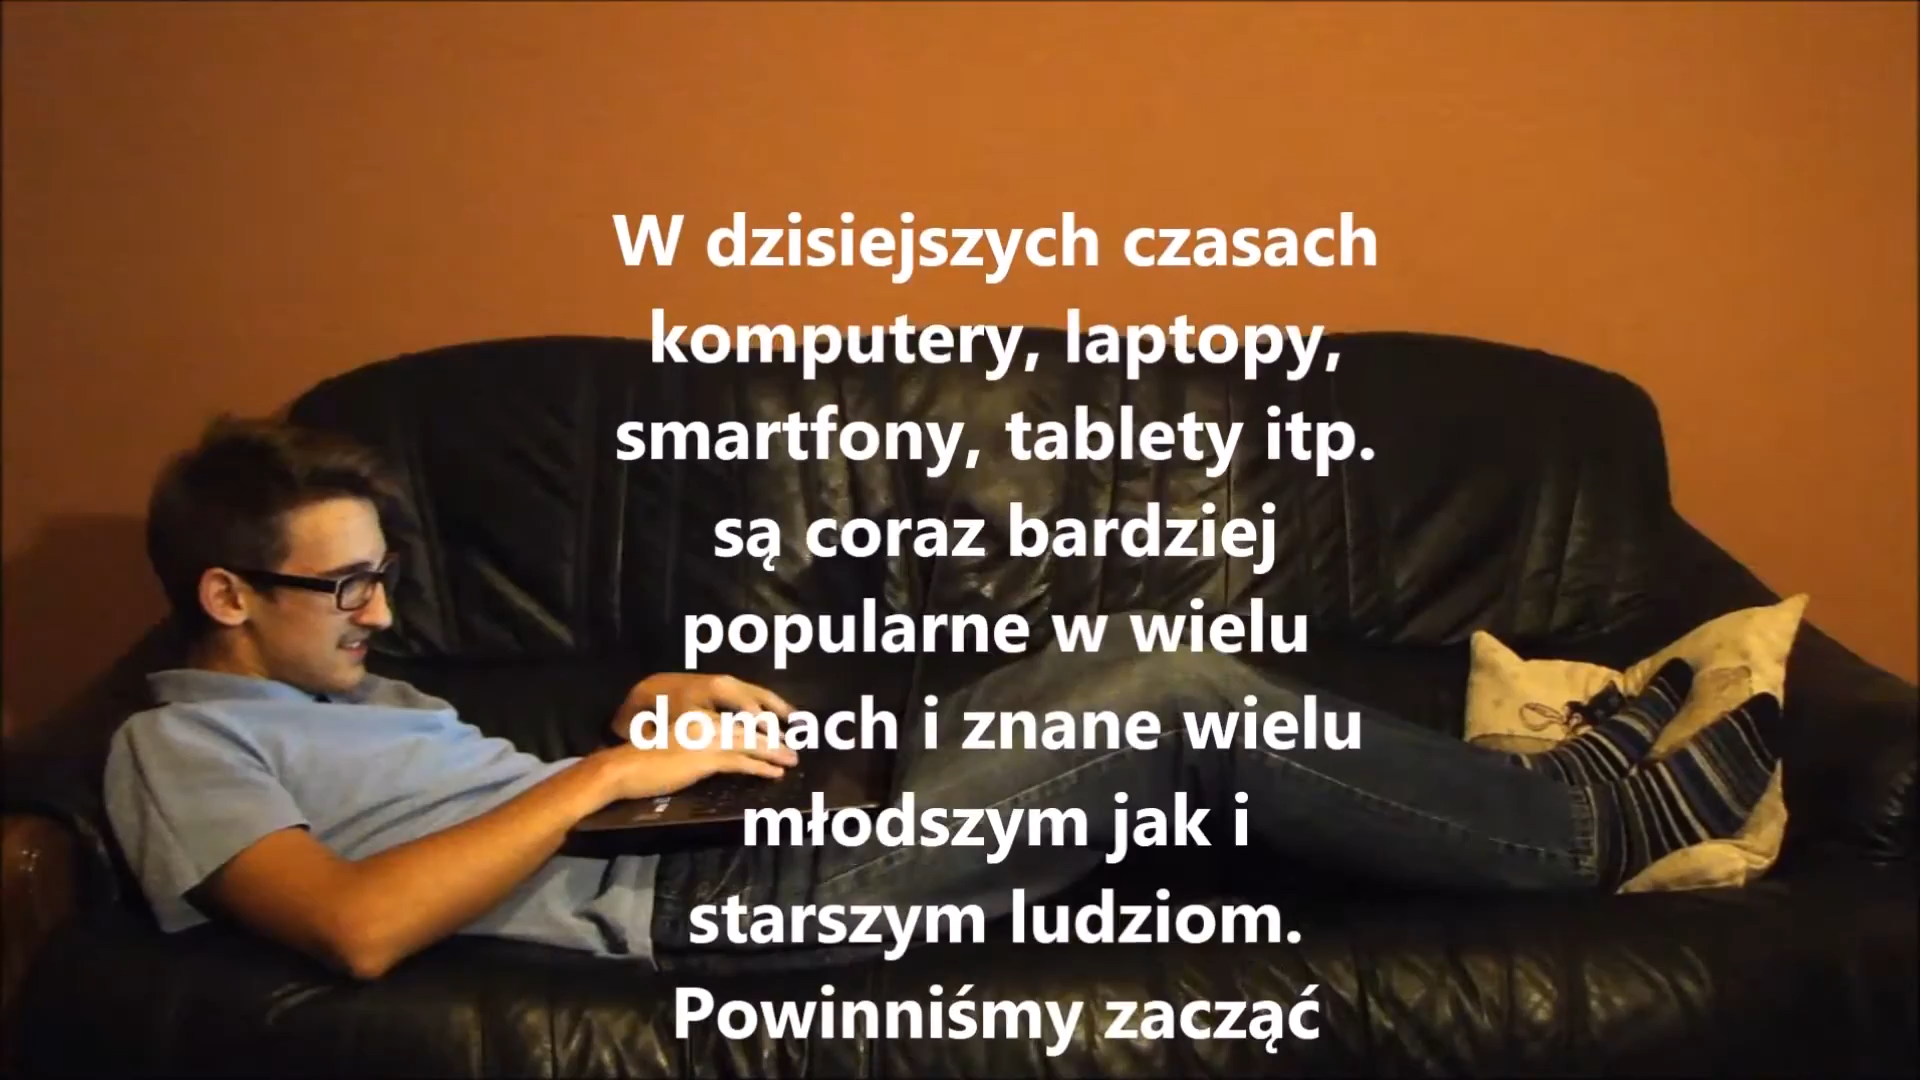 W dzisiejszych czasach
komputery, laptopy,
smartfony, tablety itp.
są coraz bardziej
popularne w wielu
domach i znane wielu
młodszym jak i
starszym ludziom.
Powinniśmy zacząć